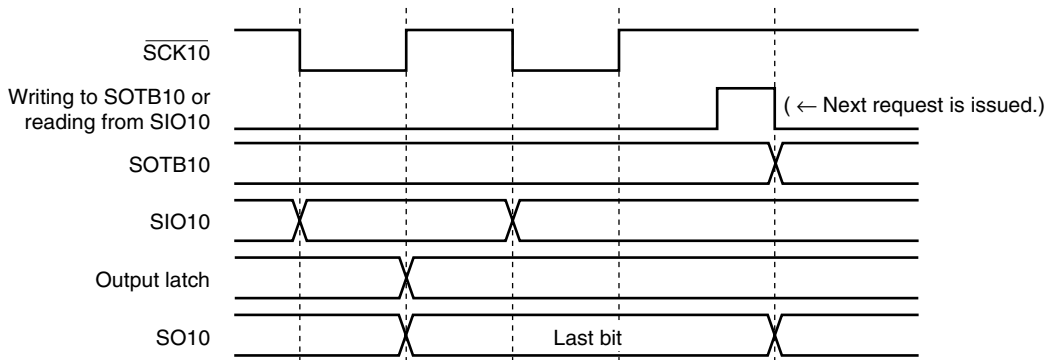 SCK10
Writing to SOTB10 or
reading from SIO10
( ← Next request is issued.)
SOTB10
SIO10
Output latch
SO10
Last bit